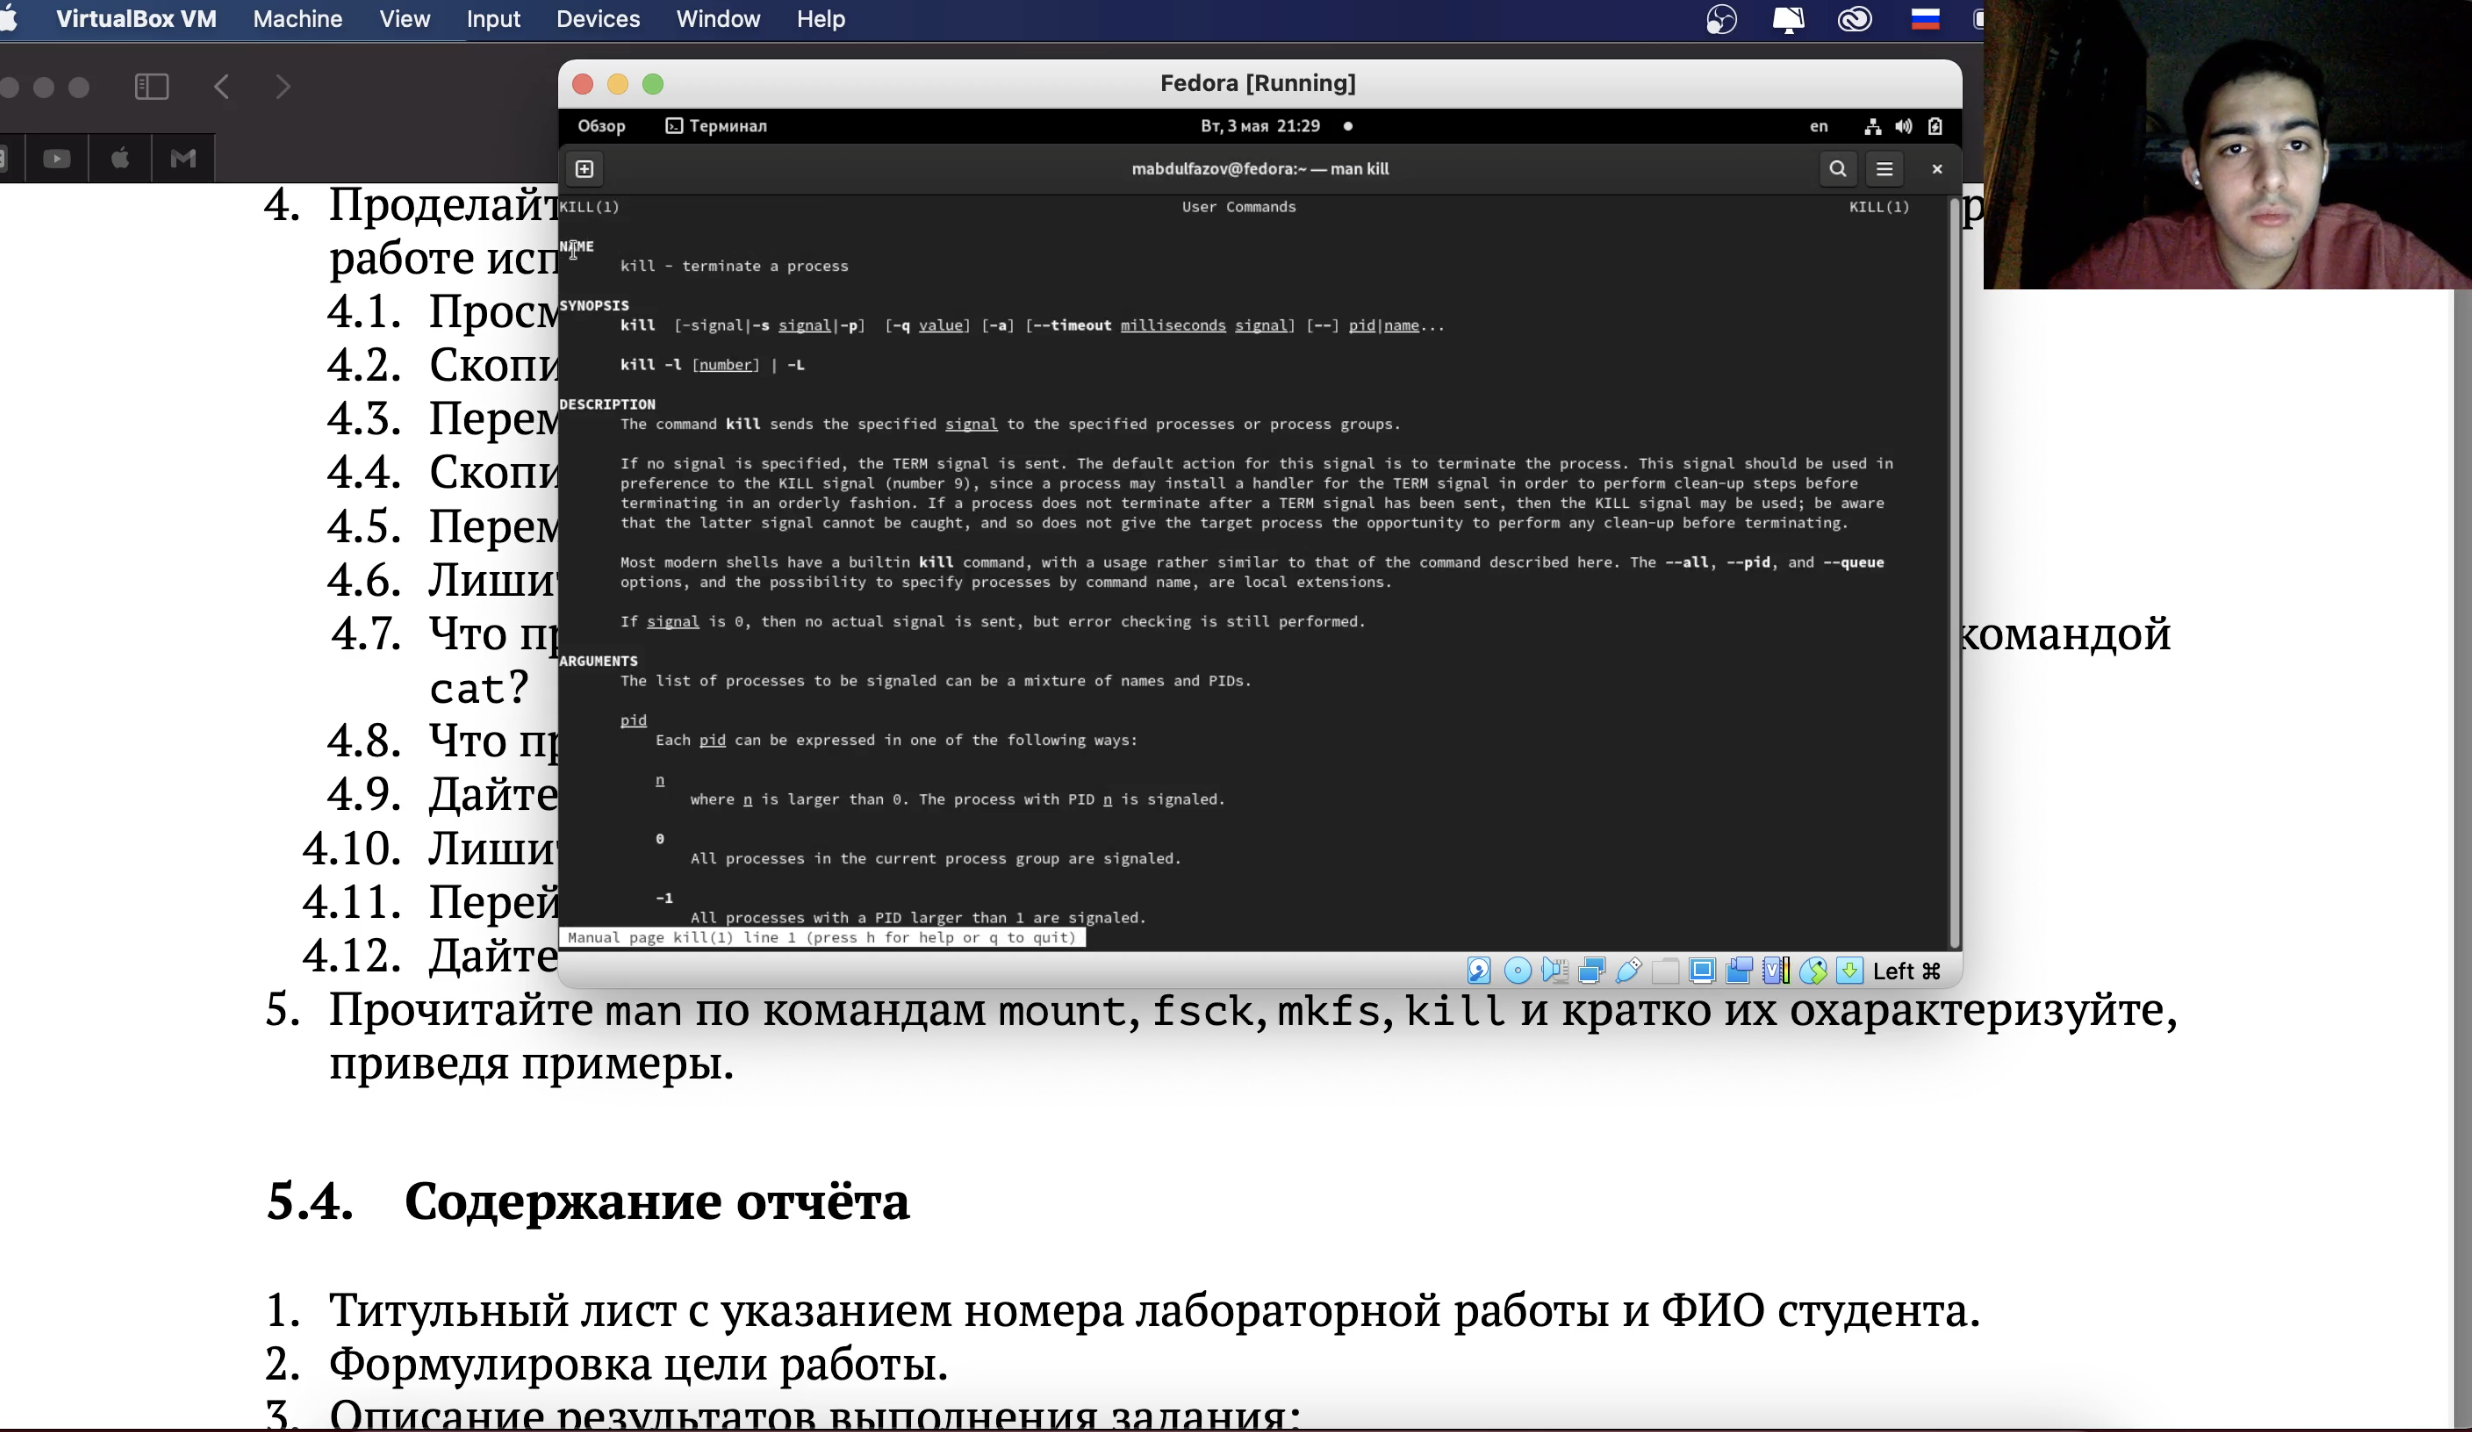 VirtualBox VM Machine View Input Devices Window Help
Fedora [Running]
Обзор Терминал Вт, 3 мая 21:29 en
mabdulfazov@fedora:~ — man kill
KILL(1) User Commands KILL(1)
NAME
kill - terminate a process
SYNOPSIS
kill [-signal|-s signal|-p] [-q value] [-a] [--timeout milliseconds signal] [--] pid|name...
kill -l [number] | -L
DESCRIPTION
The command kill sends the specified signal to the specified processes or process groups.
If no signal is specified, the TERM signal is sent. The default action for this signal is to terminate the process. This signal should be used in
preference to the KILL signal (number 9), since a process may install a handler for the TERM signal in order to perform clean-up steps before
terminating in an orderly fashion. If a process does not terminate after a TERM signal has been sent, then the KILL signal may be used; be aware
that the latter signal cannot be caught, and so does not give the target process the opportunity to perform any clean-up before terminating.
Most modern shells have a builtin kill command, with a usage rather similar to that of the command described here. The --all, --pid, and --queue
options, and the possibility to specify processes by command name, are local extensions.
If signal is 0, then no actual signal is sent, but error checking is still performed.
ARGUMENTS
The list of processes to be signaled can be a mixture of names and PIDs.
pid
Each pid can be expressed in one of the following ways:
n
where n is larger than 0. The process with PID n is signaled.
0
All processes in the current process group are signaled.
-1
All processes with a PID larger than 1 are signaled.
Manual page kill(1) line 1 (press h for help or q to quit)
Left ⌘
4. Проделайт
работе исп
4.1. Просм
4.2. Скопи
4.3. Перем
4.4. Скопи
4.5. Перем
4.6. Лиши
4.7. Что п командой
cat?
4.8. Что п
4.9. Дайте
4.10. Лиши
4.11. Перей
4.12. Дайте
5. Прочитайте man по командам mount, fsck, mkfs, kill и кратко их охарактеризуйте,
приведя примеры.
5.4. Содержание отчёта
1. Титульный лист с указанием номера лабораторной работы и ФИО студента.
2. Формулировка цели работы.
3. Описание результатов выполнения задания: